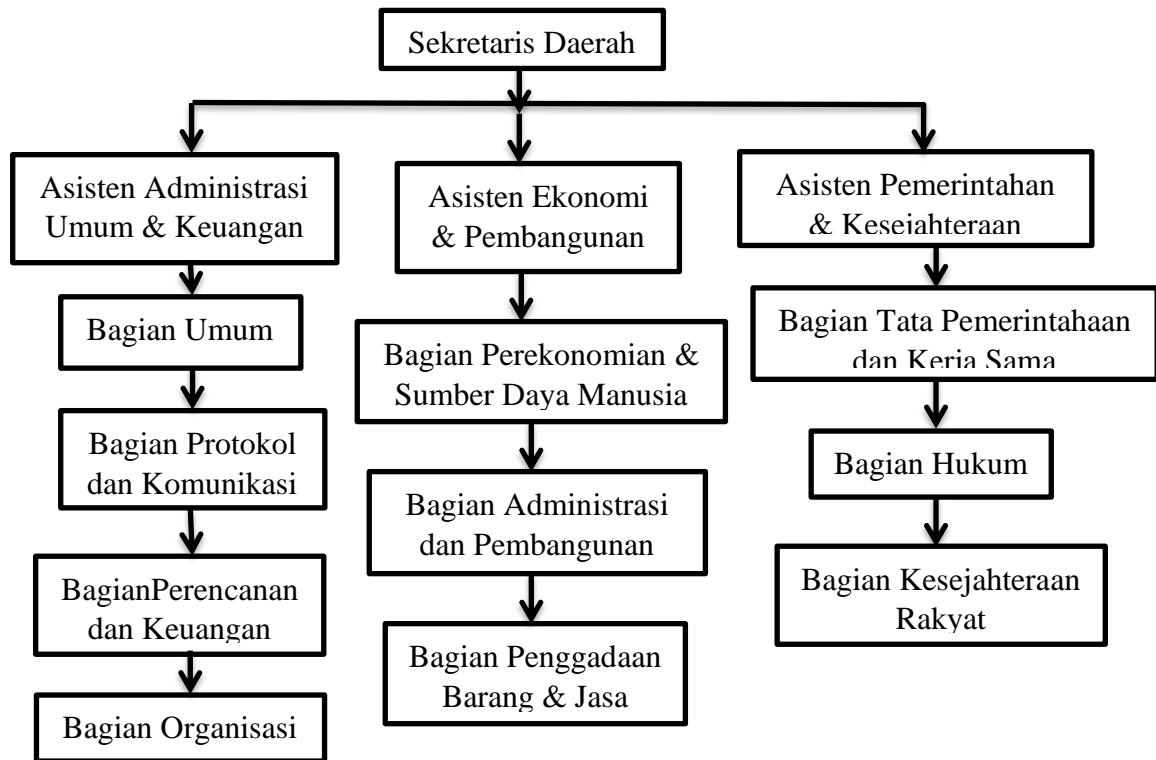 Sekretaris Daerah
Asisten Administrasi
Umum & Keuangan
Bagian Umum
Bagian Protokol
dan Komunikasi
BagianPerencanan
dan Keuangan
Bagian Organisasi
Asisten Ekonomi
& Pembangunan
Bagian Perekonomian &
Sumber Daya Manusia
Bagian Administrasi
dan Pembangunan
Bagian Penggadaan
Barang & Jasa
Asisten Pemerintahan
& Kesejahteraan
Bagian Tata Pemerintahaan
dan Kerja Sama
Bagian Hukum
Bagian Kesejahteraan
Rakyat